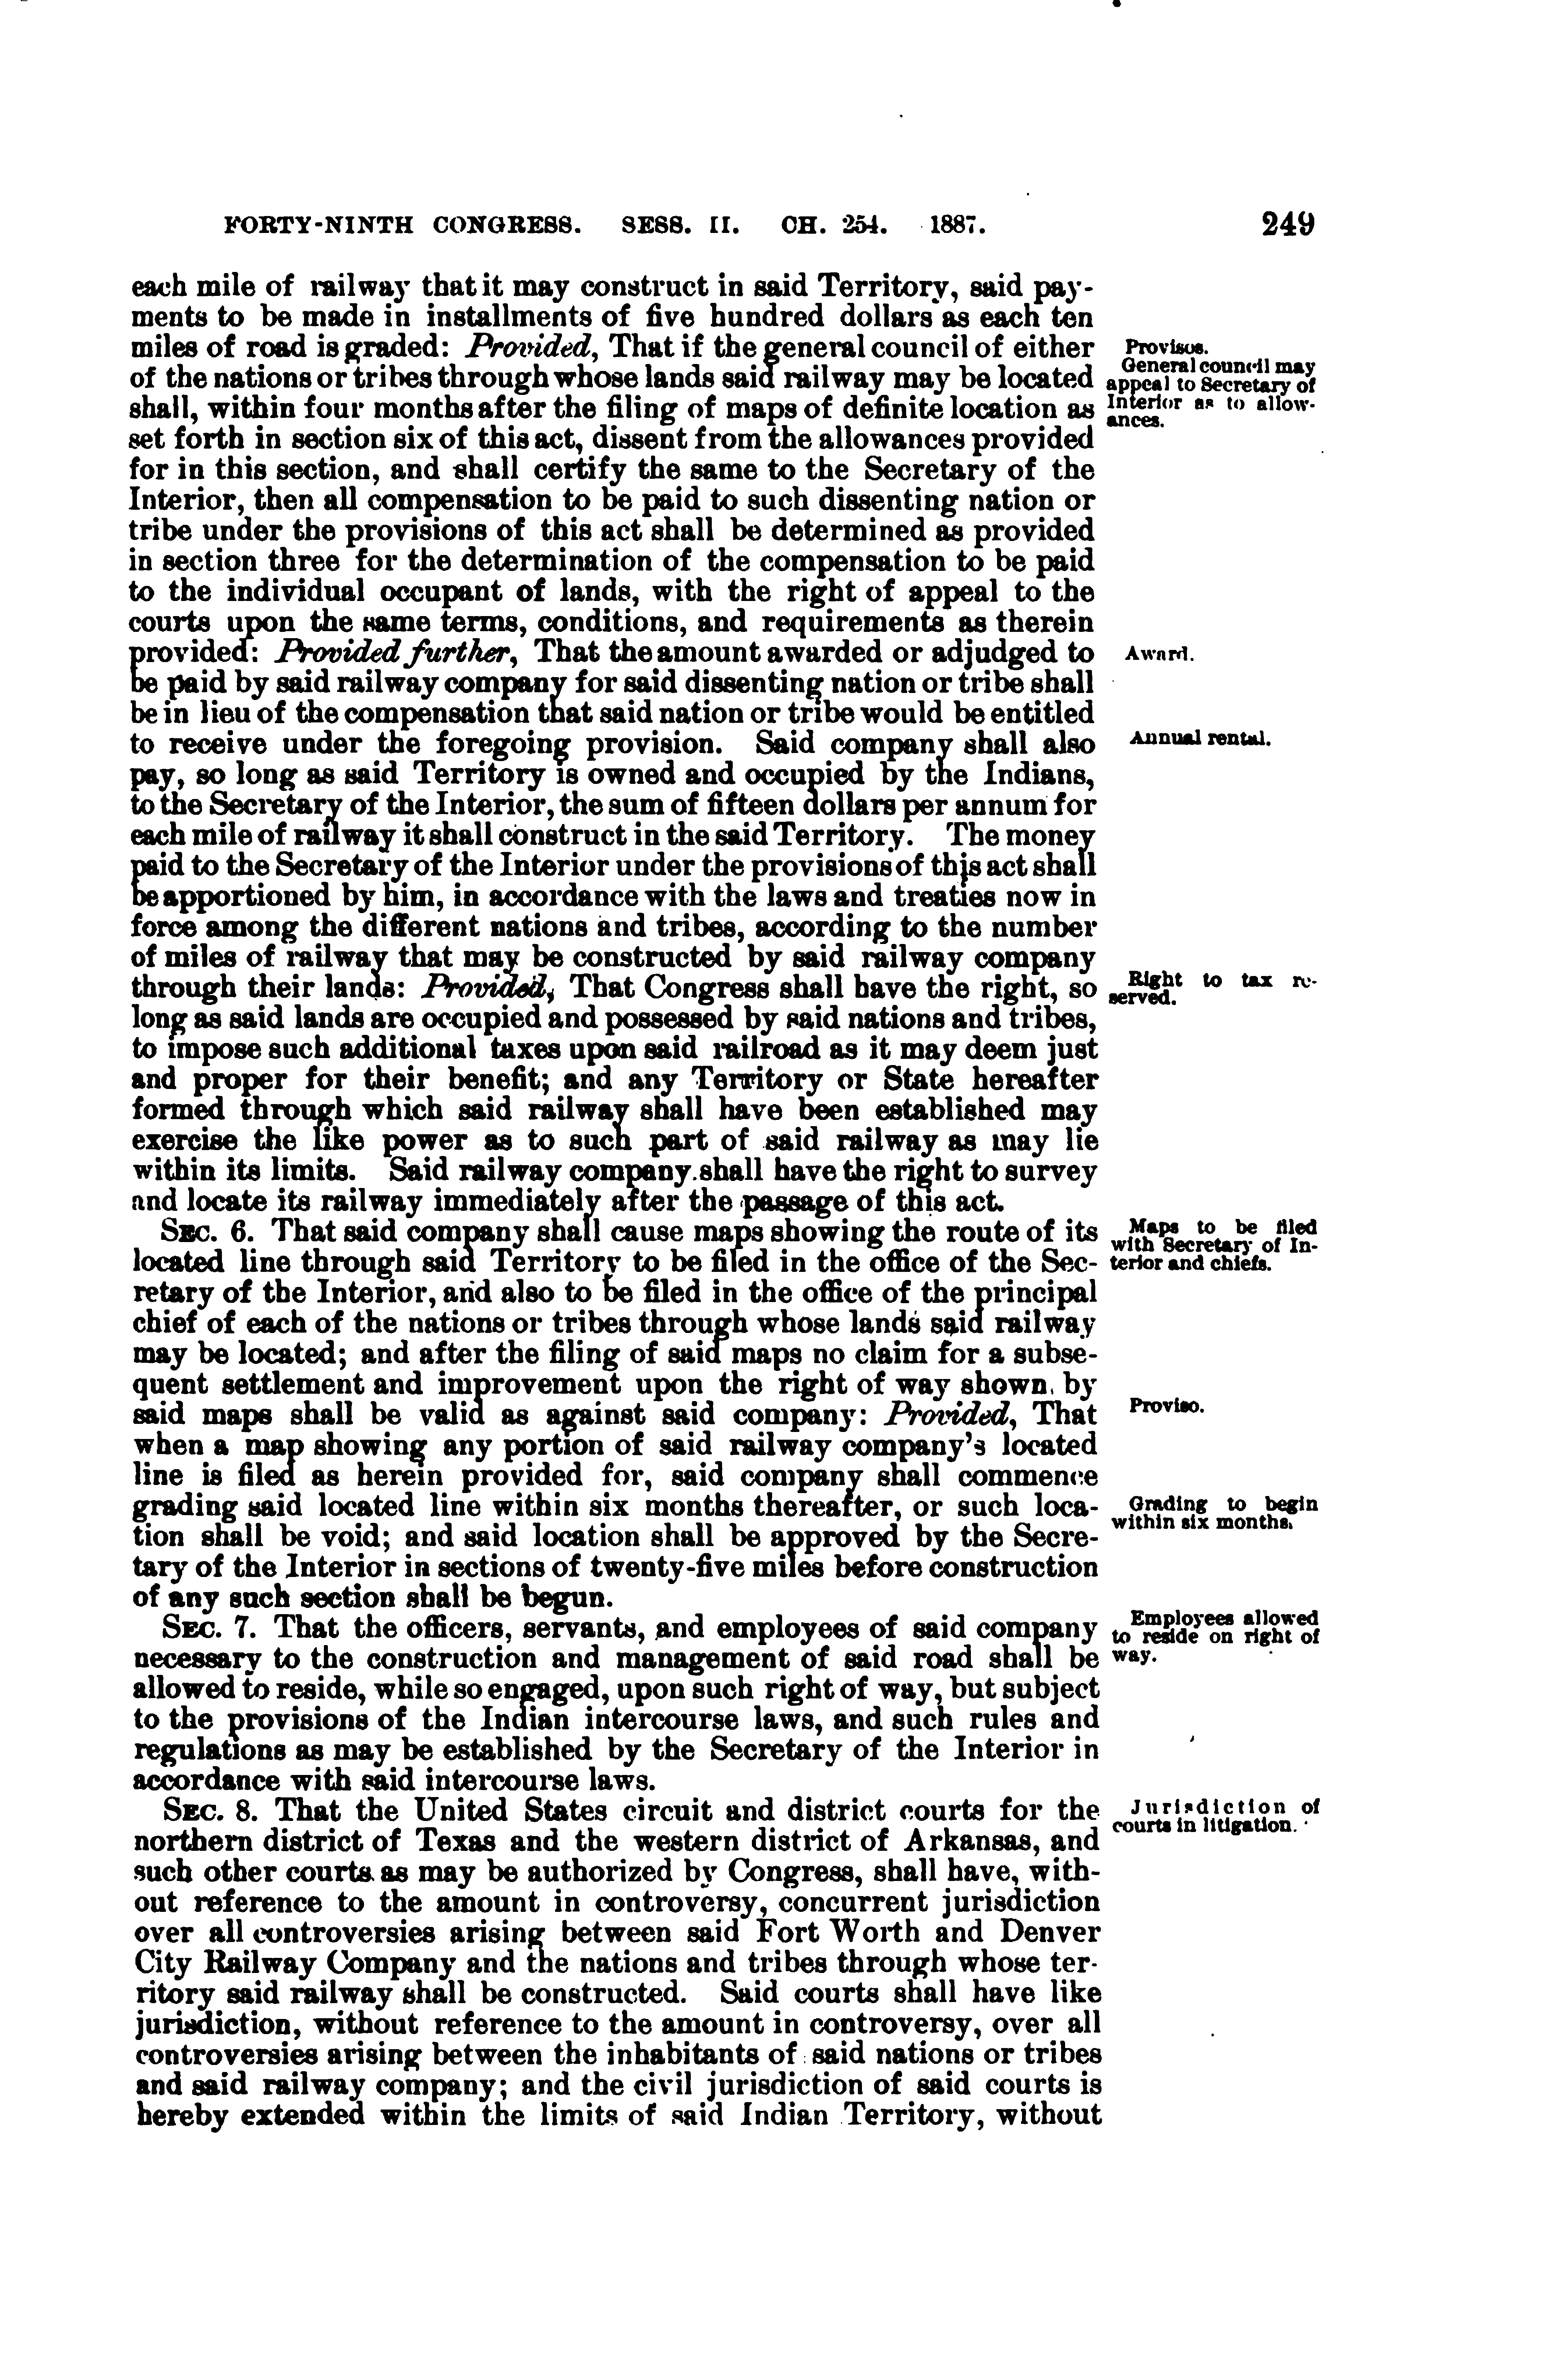 FORTY-NINTH CONGRESS. SESS. II. CH. 254. 1887. 249
each mile of railway that it may construct in said Territory, said pay-
ments to be made in installments of five hundred dollars as each ten
miles of road is graded: Provided, That if the general council of either
of the nations or tribes through whose lands said railway may be located
shall, within four months after the filing of maps of definite location as
set forth in section six of this act, dissent from the allowances provided
for in this section, and shall certify the same to the Secretary of the
Interior, then all compensation to be paid to such dissenting nation or
tribe under the provisions of this act shall be determined as provided
in section three for the determination of the compensation to be paid
to the individual occupant of lands, with the right of appeal to the
courts upon the same terms, conditions, and requirements as therein
provided: Provided further, That the amount awarded or adjudged to
be paid by said railway company for said dissenting nation or tribe shall
be in lieu of the compensation that said nation or tribe would be entitled
to receive under the foregoing provision. Said company shall also
pay, so long as said Territory is owned and occupied by the Indians,
to the Secretary of the Interior, the sum of fifteen dollars per annum for
each mile of railway it shall construct in the said Territory. The money
paid to the Secretary of the Interior under the provisions of this act shall
be apportioned by him, in accordance with the laws and treaties now in
force among the different nations and tribes, according to the number
of miles of railway that may be constructed by said railway company
through their lands: Provided, That Congress shall have the right, so
long as said lands are occupied and possessed by said nations and tribes,
to impose such additional taxes upon said railroad as it may deem just
and proper for their benefit; and any Territory or State hereafter
formed through which said railway shall have been established may
exercise the like power as to such part of said railway as may lie
within its limits. Said railway company shall have the right to survey
and locate its railway immediately after the passage of this act.
SEC. 6. That said company shall cause maps showing the route of its
located line through said Territory to be filed in the office of the Sec-
retary of the Interior, and also to be filed in the office of the principal
chief of each of the nations or tribes through whose lands said railway
may be located; and after the filing of said maps no claim for a subse-
quent settlement and improvement upon the right of way shown by
said maps shall be valid as against said company: Provided, That
when a map showing any portion of said railway company's located
line is filed as herein provided for, said company shall commence
grading said located line within six months thereafter, or such loca-
tion shall be void; and said location shall be approved by the Secre-
tary of the Interior in sections of twenty-five miles before construction
of any such section shall be begun.
SEC. 7. That the officers, servants, and employees of said company
necessary to the construction and management of said road shall be
allowed to reside, while so engaged, upon such right of way, but subject
to the provisions of the Indian intercourse laws, and such rules and
regulations as may be established by the Secretary of the Interior in
accordance with said intercourse laws.
SEC. 8. That the United States circuit and district courts for the
northern district of Texas and the western district of Arkansas, and
such other courts as may be authorized by Congress, shall have, with-
out reference to the amount in controversy, concurrent jurisdiction
over all controversies arising between said Fort Worth and Denver
City Railway Company and the nations and tribes through whose ter-
ritory said railway shall be constructed. Said courts shall have like
jurisdiction, without reference to the amount in controversy, over all
controversies arising between the inhabitants of said nations or tribes
and said railway company; and the civil jurisdiction of said courts is
hereby extended within the limits of said Indian Territory, without
Provisos.
General council may
appeal to Secretary of
Interior as to allow-
ances.
Award.
Annual rental.
Right to tax re-
served.
Maps to be filed
with Secretary of In-
terior and chiefs.
Proviso.
Grading to begin
within six months.
Employees allowed
to reside on right of
way.
Jurisdiction of
courts in litigation.